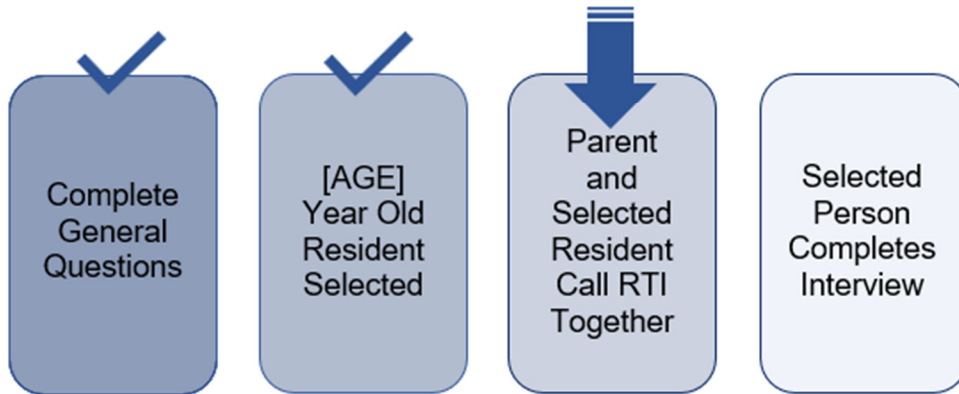 Complete
General
Questions
[AGE]
Year Old
Resident
Selected
Parent
and
Selected
Resident
Call RTI
Together
Selected
Person
Completes
Interview